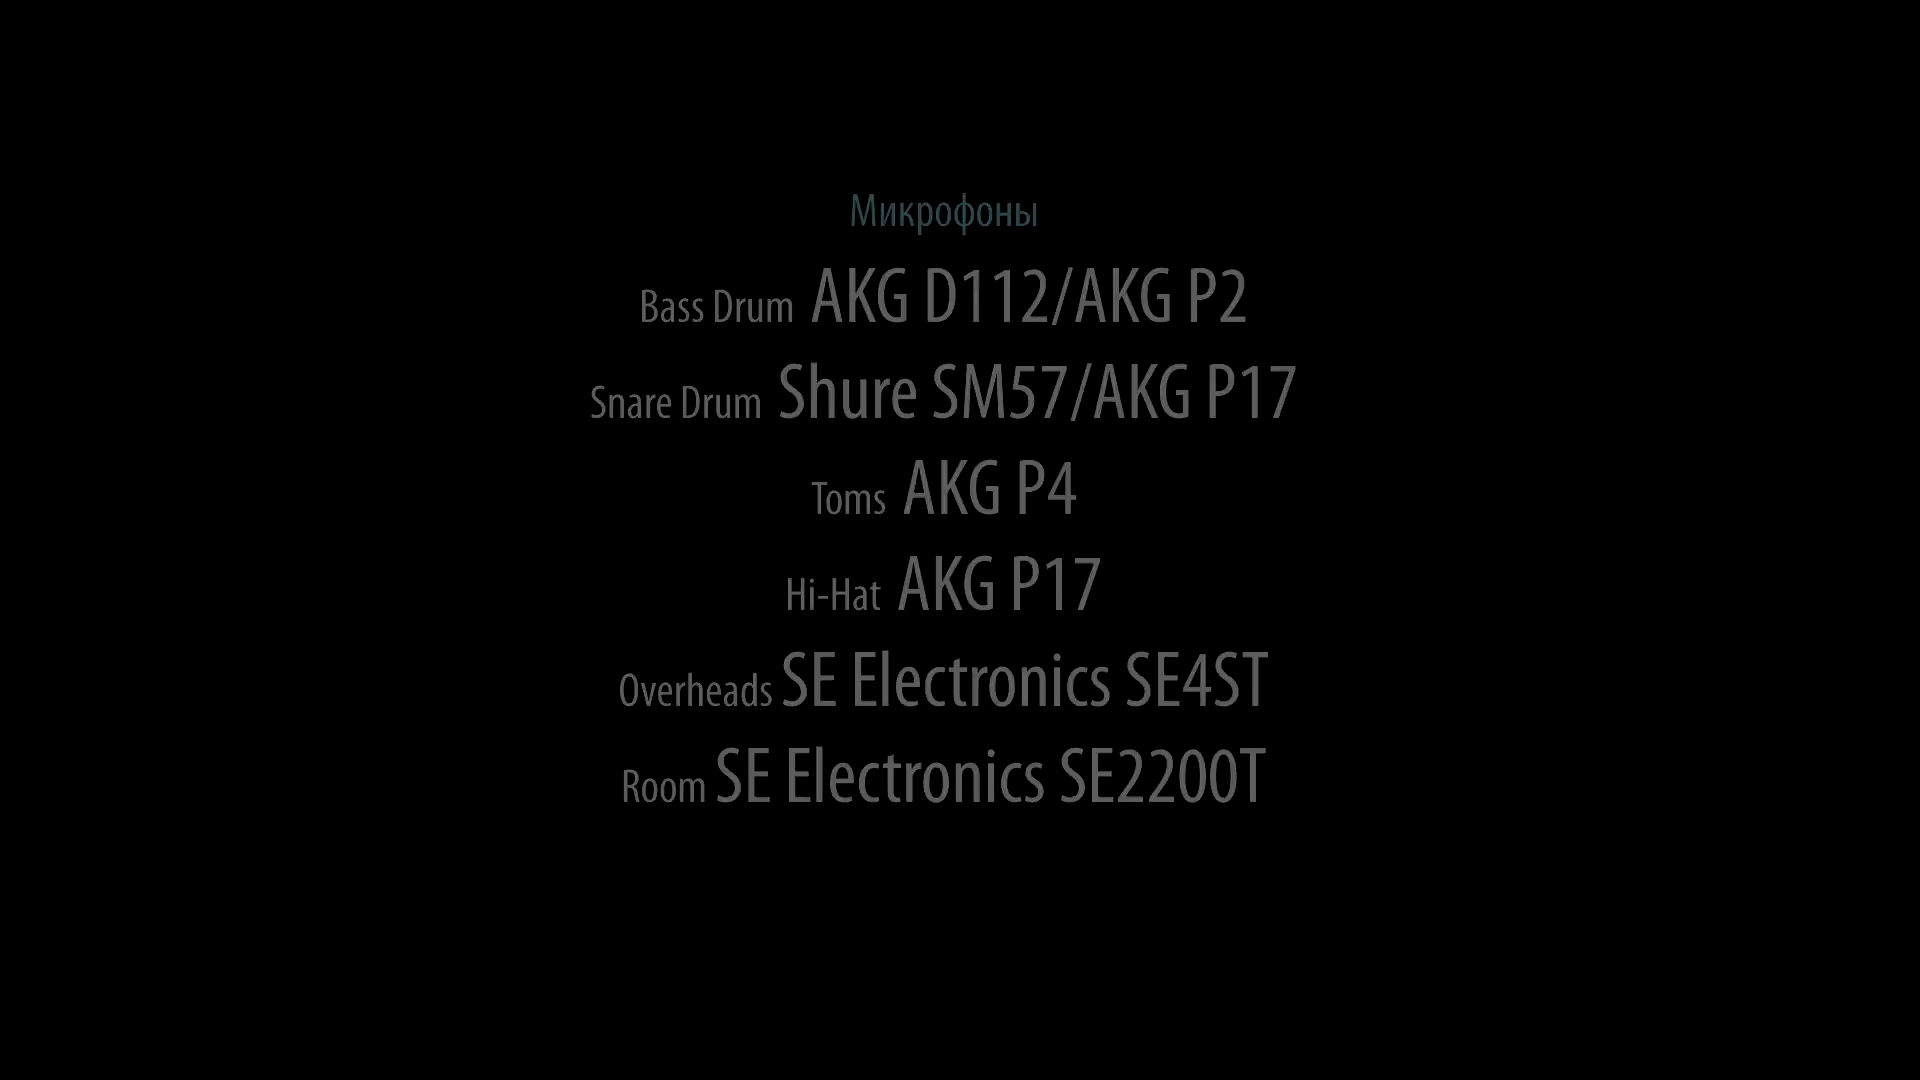 Микрофоны
Bass Drum AKG D112/AKG P2
Snare Drum Shure SM57/AKG P17
Toms AKG P4
Hi-Hat AKG P17
Overheads SE Electronics SE4ST
Room SE Electronics SE2200T